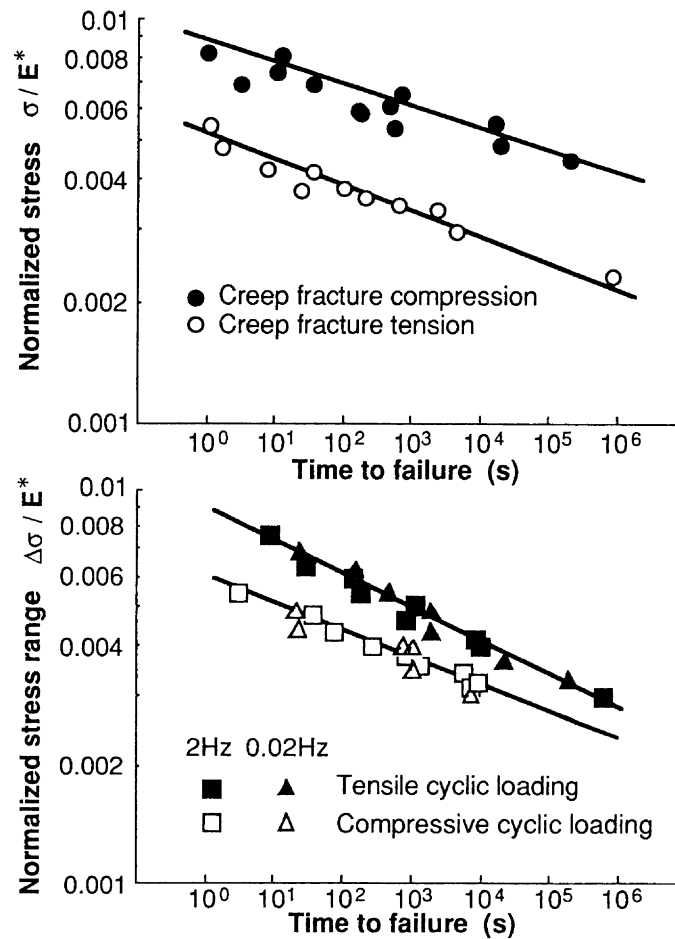 0.01
0.008
0.006
0.004
0.002
0.001
Normalized stress σ / E*
● Creep fracture compression
○ Creep fracture tension
10⁰ 10¹ 10² 10³ 10⁴ 10⁵ 10⁶
Time to failure (s)
0.01
0.008
0.006
0.004
0.002
0.001
Normalized stress range Δσ / E*
2Hz 0.02Hz
■ ▲ Tensile cyclic loading
□ △ Compressive cyclic loading
10⁰ 10¹ 10² 10³ 10⁴ 10⁵ 10⁶
Time to failure (s)